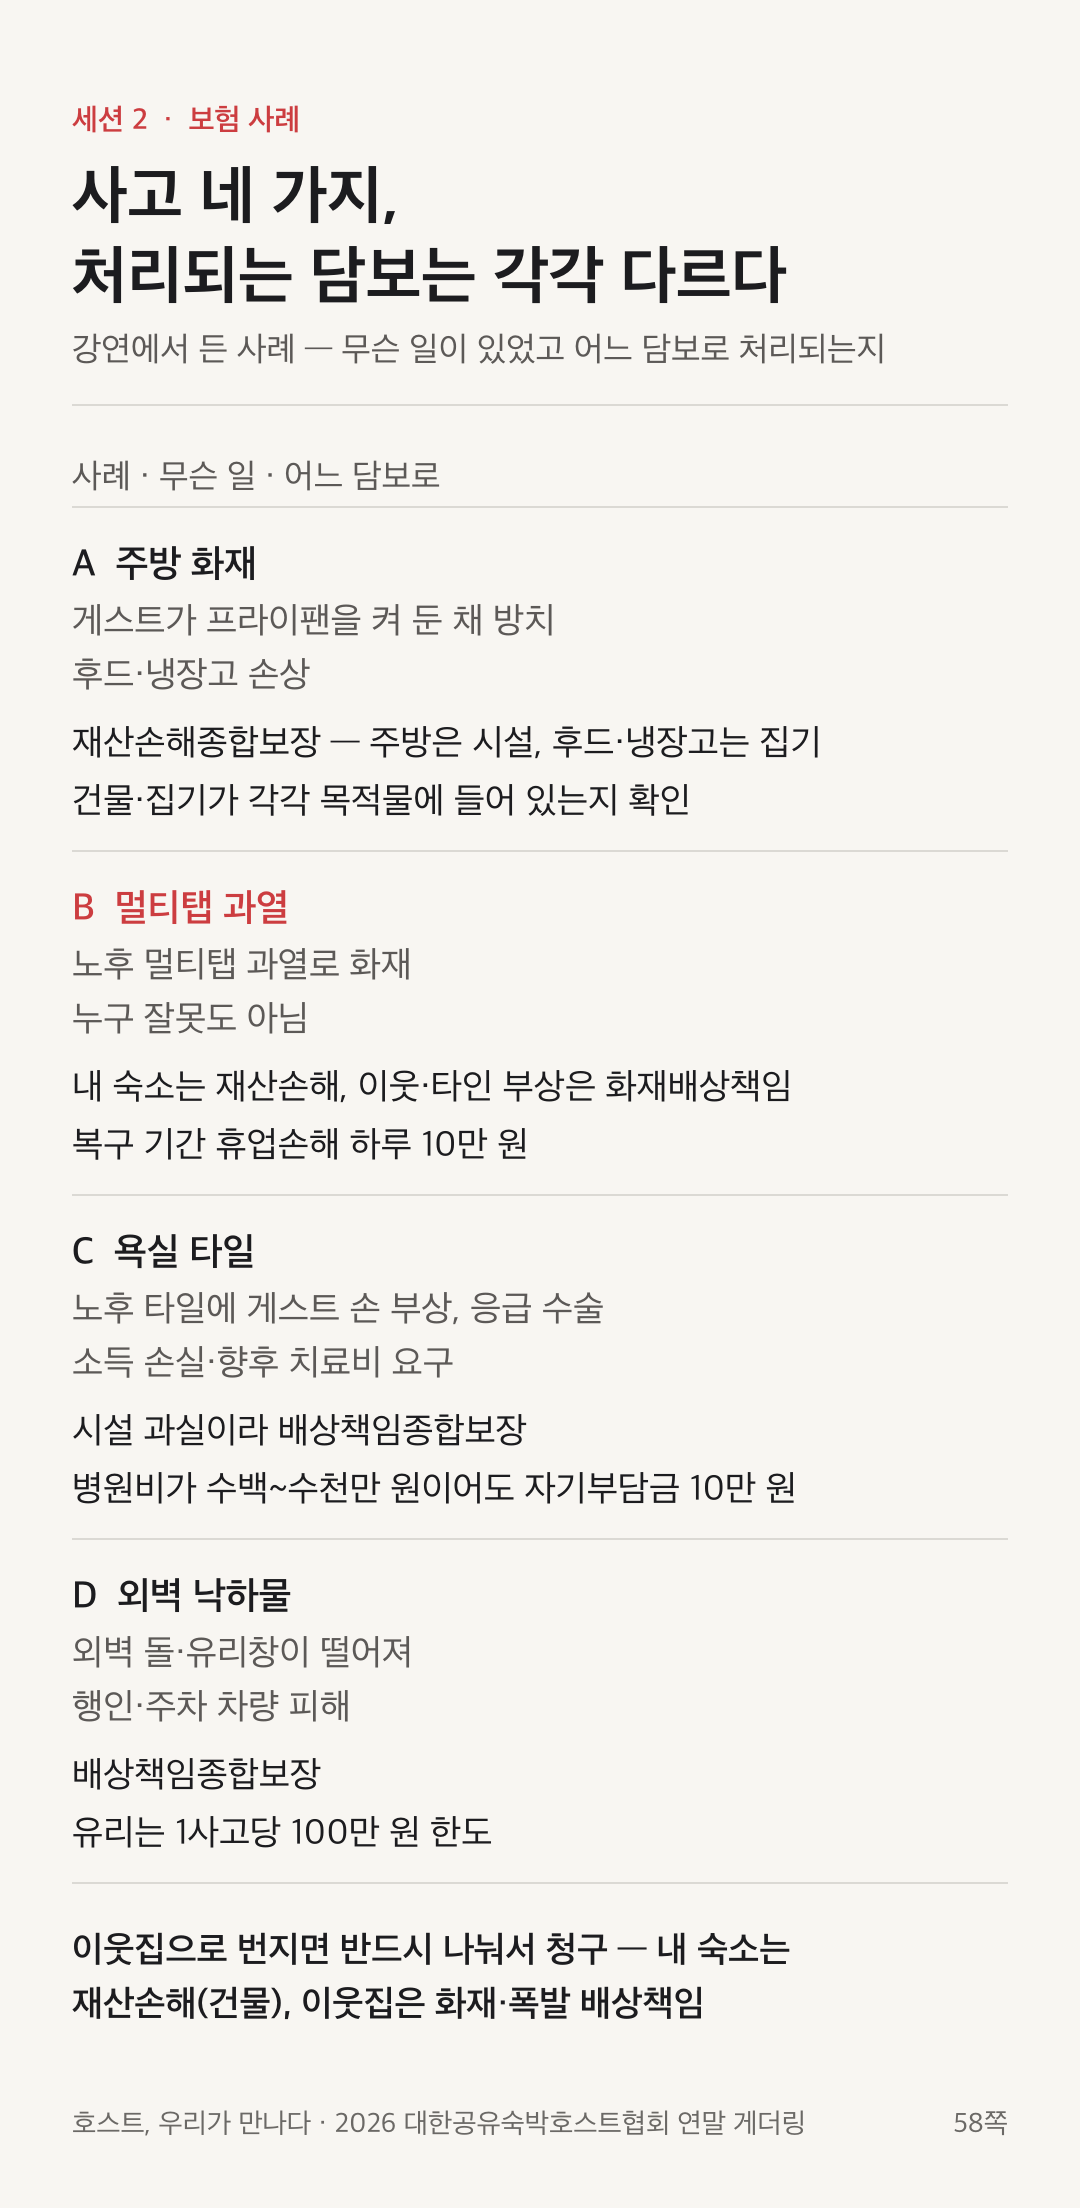 세션 2 · 보험 사례
사고 네 가지,
처리되는 담보는 각각 다르다
강연에서 든 사례 — 무슨 일이 있었고 어느 담보로 처리되는지
사례 · 무슨 일 · 어느 담보로
A 주방 화재
게스트가 프라이팬을 켜 둔 채 방치
후드·냉장고 손상
재산손해종합보장 — 주방은 시설, 후드·냉장고는 집기
건물·집기가 각각 목적물에 들어 있는지 확인
B 멀티탭 과열
노후 멀티탭 과열로 화재
누구 잘못도 아님
내 숙소는 재산손해, 이웃·타인 부상은 화재배상책임
복구 기간 휴업손해 하루 10만 원
C 욕실 타일
노후 타일에 게스트 손 부상, 응급 수술
소득 손실·향후 치료비 요구
시설 과실이라 배상책임종합보장
병원비가 수백~수천만 원이어도 자기부담금 10만 원
D 외벽 낙하물
외벽 돌·유리창이 떨어져
행인·주차 차량 피해
배상책임종합보장
유리는 1사고당 100만 원 한도
이웃집으로 번지면 반드시 나눠서 청구 — 내 숙소는
재산손해(건물), 이웃집은 화재·폭발 배상책임
호스트, 우리가 만나다 · 2026 대한공유숙박호스트협회 연말 게더링 58쪽